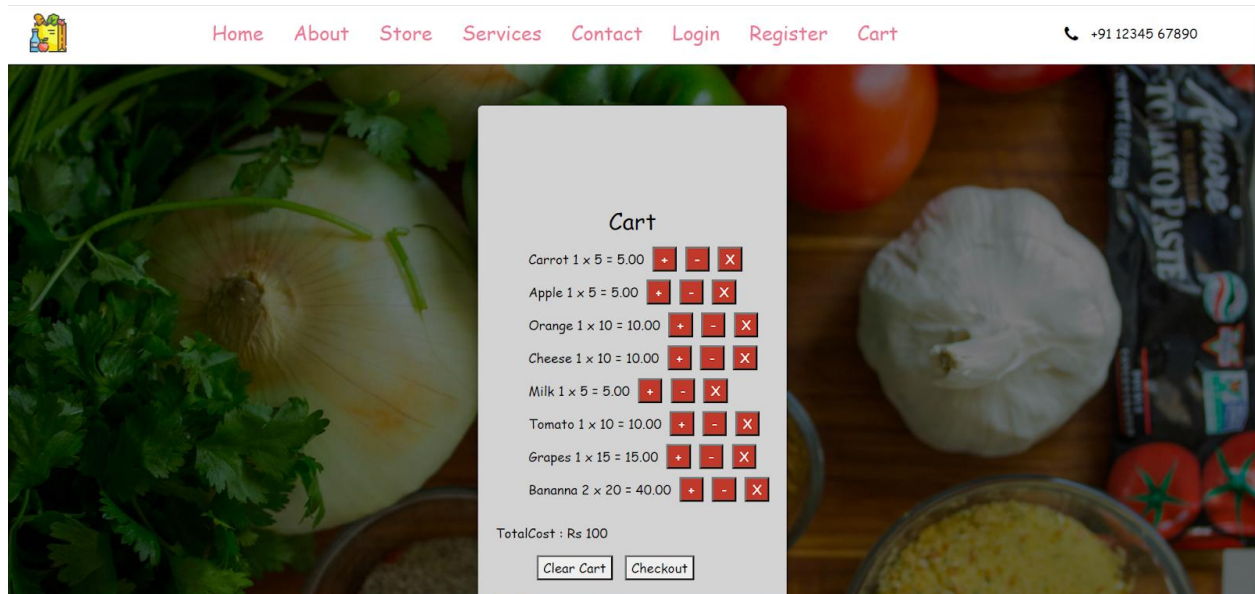 Home About Store Services Contact Login Register Cart +91 12345 67890
Cart
Carrot 1 x 5 = 5.00 + - X
Apple 1 x 5 = 5.00 + - X
Orange 1 x 10 = 10.00 + - X
Cheese 1 x 10 = 10.00 + - X
Milk 1 x 5 = 5.00 + - X
Tomato 1 x 10 = 10.00 + - X
Grapes 1 x 15 = 15.00 + - X
Bananna 2 x 20 = 40.00 + - X
TotalCost : Rs 100
Clear Cart Checkout
Amore
TOMATO PASTE